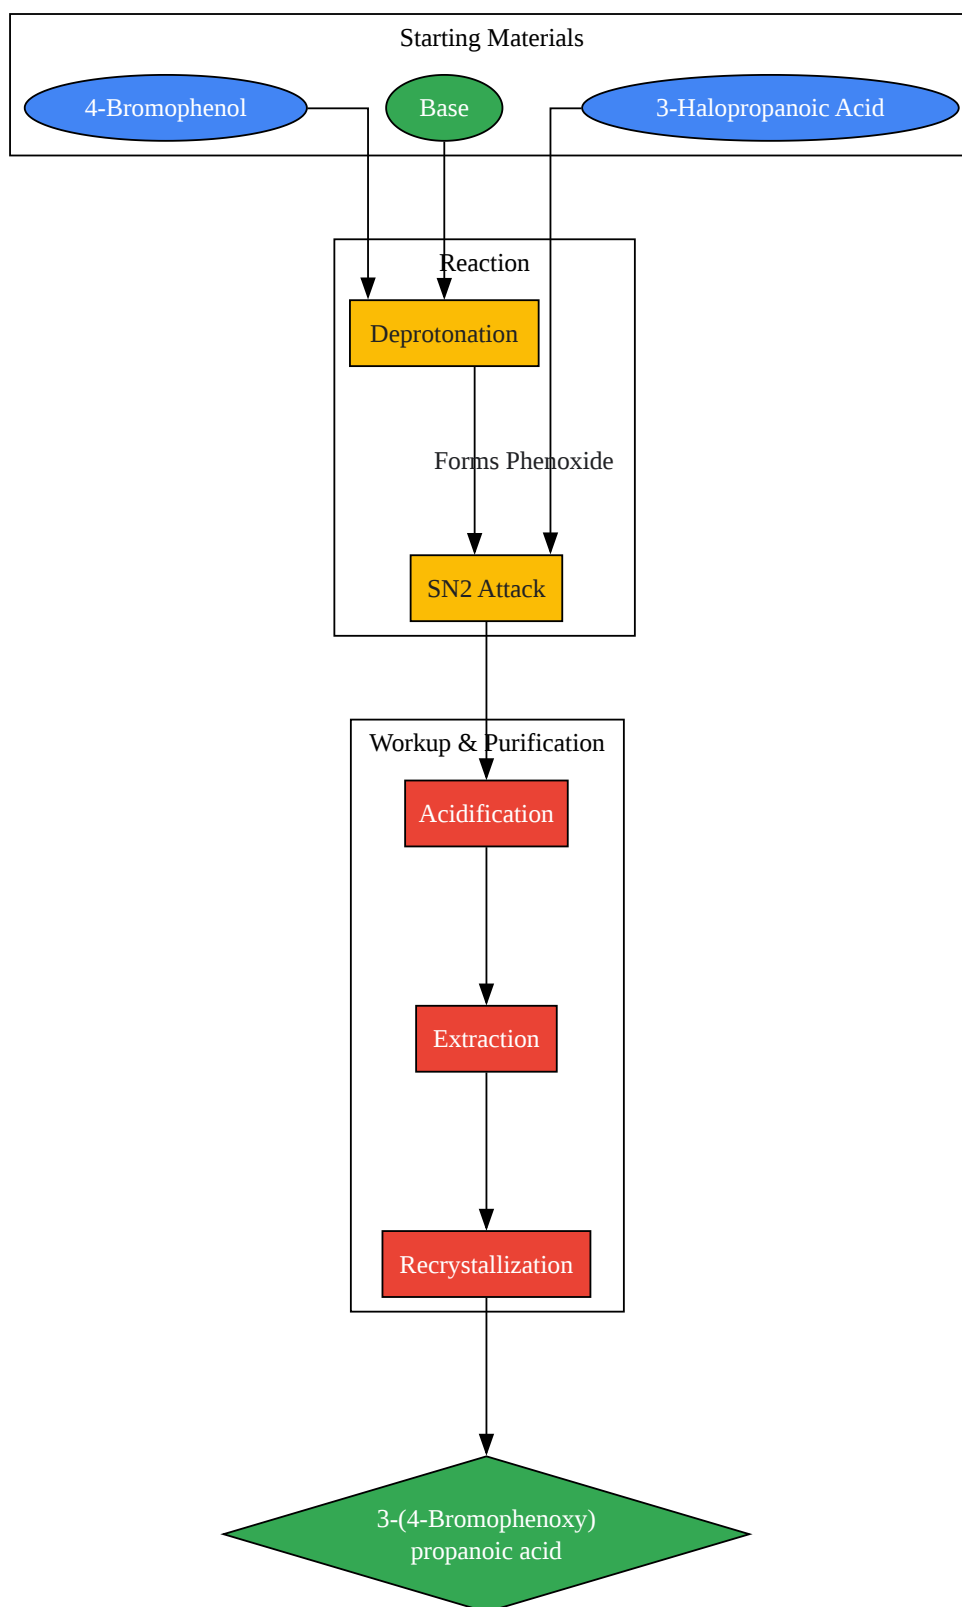 Starting Materials
4-Bromophenol
Base
3-Halopropanoic Acid
Reaction
Deprotonation
Forms Phenoxide
SN2 Attack
Workup & Purification
Acidification
Extraction
Recrystallization
3-(4-Bromophenoxy)
propanoic acid